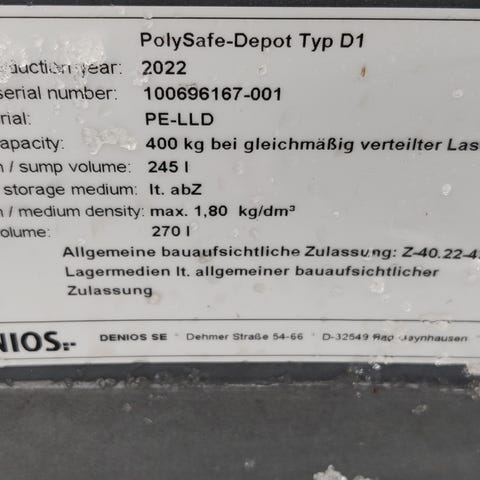 PolySafe-Depot Typ D1
duction year: 2022
serial number: 100696167-001
rial: PE-LLD
apacity: 400 kg bei gleichmäßig verteilter Las
n / sump volume: 245 l
storage medium: lt. abZ
n / medium density: max. 1,80 kg/dm³
olume: 270 l
Allgemeine bauaufsichtliche Zulassung: Z-40.22-4
Lagermedien lt. allgemeiner bauaufsichtlicher
Zulassung
NIOS DENIOS SE Dehmer Straße 54-66 D-32549 Bad